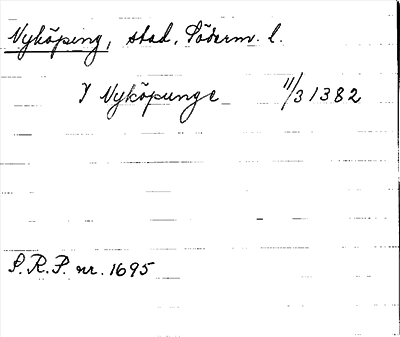 Nyköping, stad, Söderm. l.
I Nyköpunge 11/3 1382
S.R.P. nr. 1695